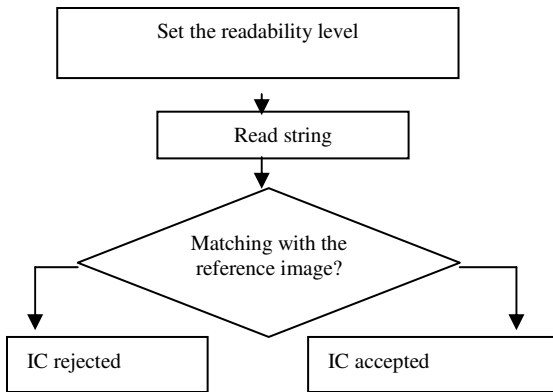 Set the readability level
Read string
Matching with the
reference image?
IC rejected
IC accepted